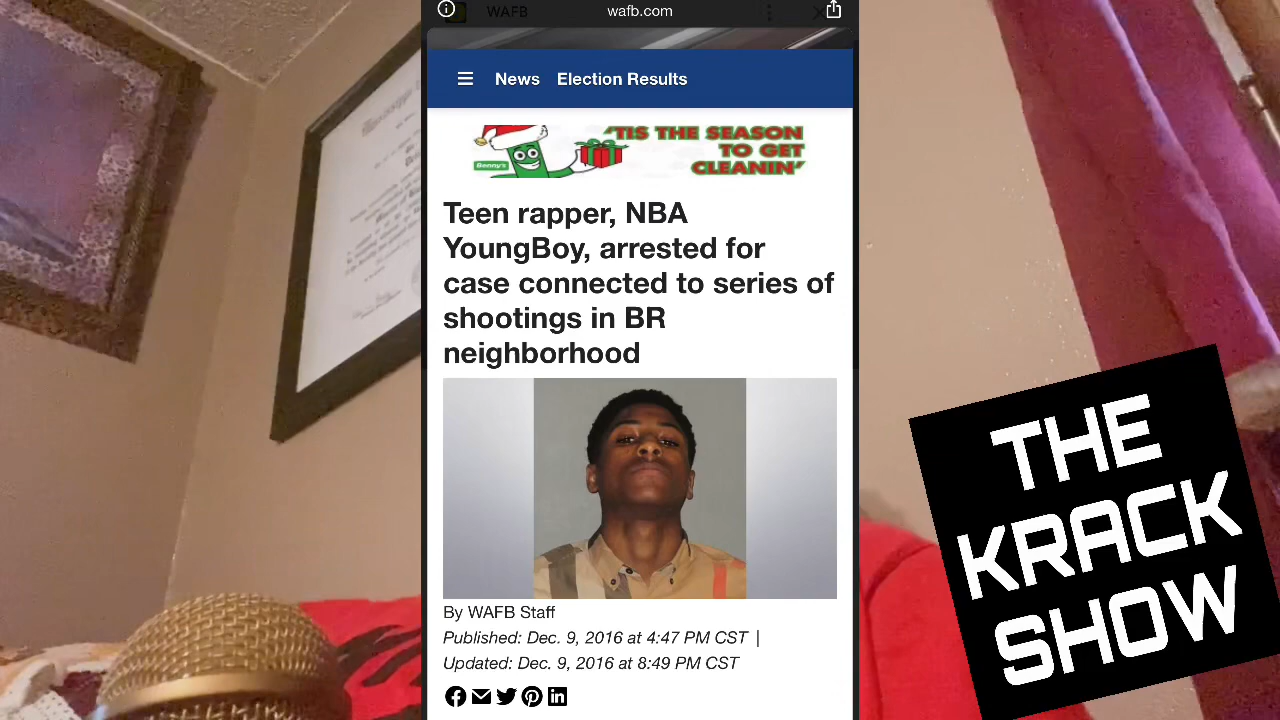 WAFB
wafb.com
News Election Results
Benny's
'TIS THE SEASON
TO GET
CLEANIN'
Teen rapper, NBA
YoungBoy, arrested for
case connected to series of
shootings in BR
neighborhood
By WAFB Staff
Published: Dec. 9, 2016 at 4:47 PM CST |
Updated: Dec. 9, 2016 at 8:49 PM CST
THE
KRACK
SHOW